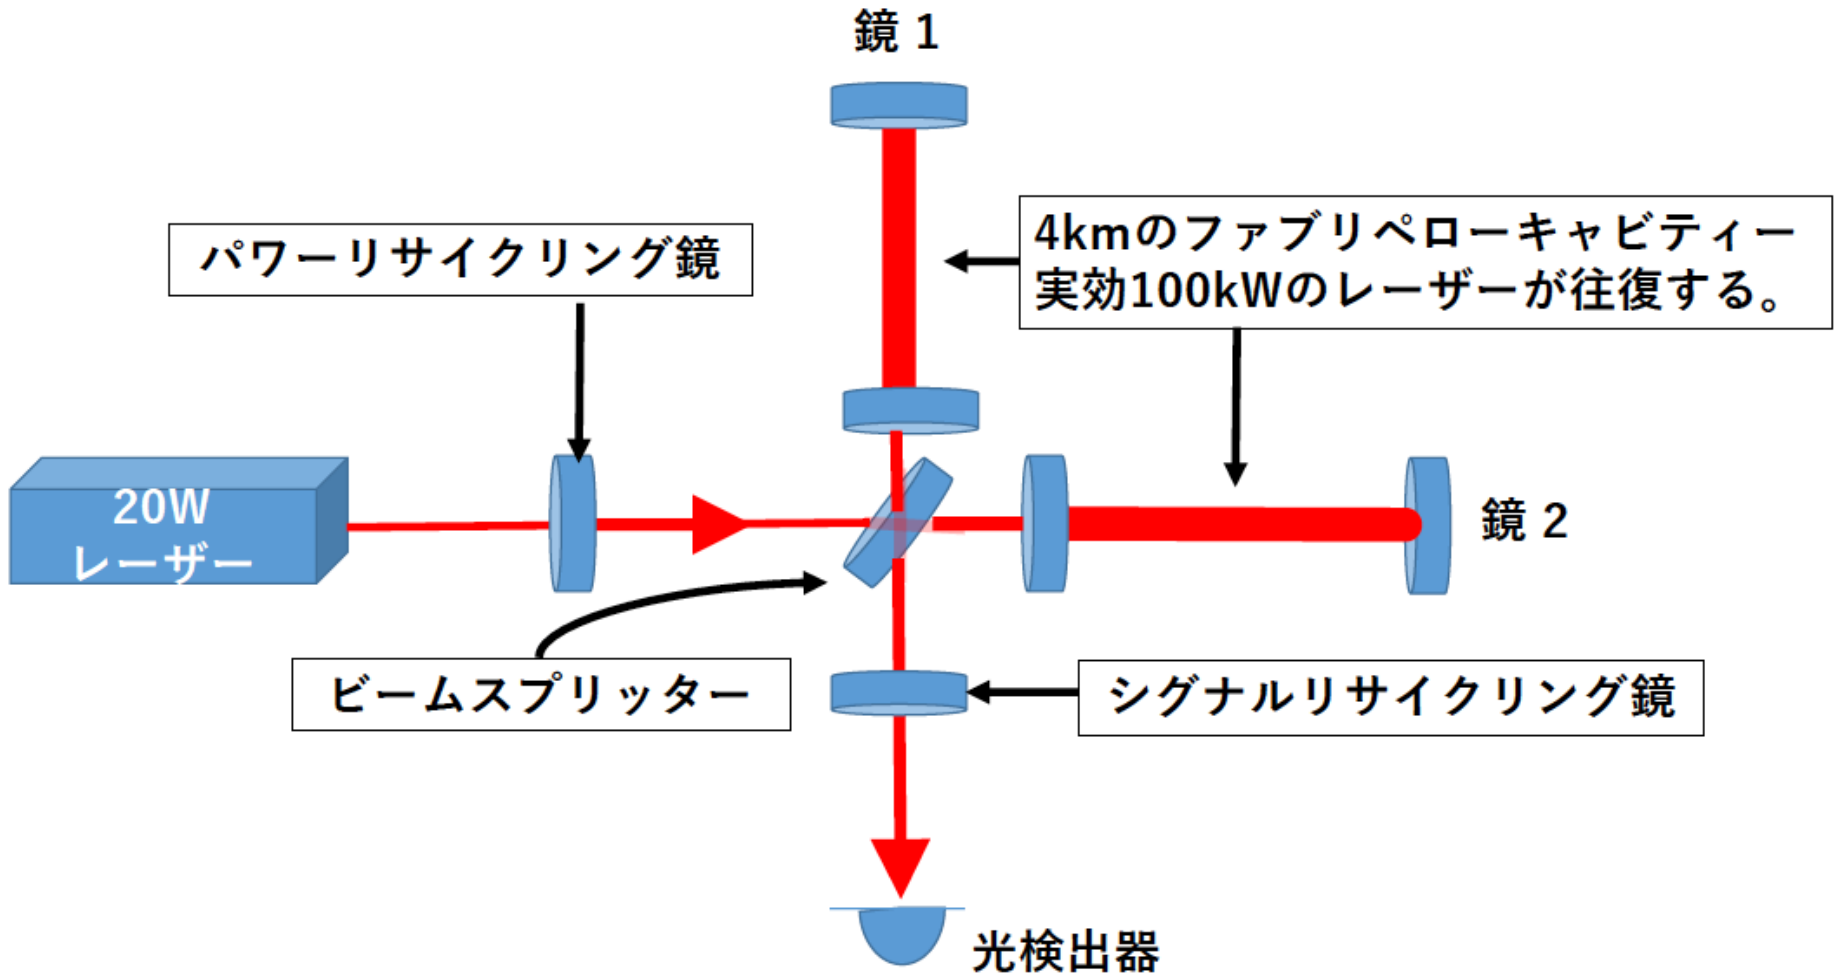 鏡 1
4kmのファブリペローキャビティー
実効100kWのレーザーが往復する。
パワーリサイクリング鏡
20W
レーザー
鏡 2
ビームスプリッター
シグナルリサイクリング鏡
光検出器